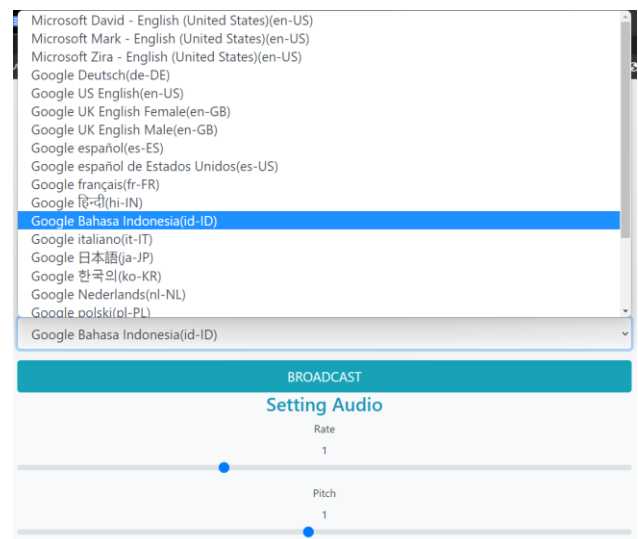 Microsoft David - English (United States)(en-US)
Microsoft Mark - English (United States)(en-US)
Microsoft Zira - English (United States)(en-US)
Google Deutsch(de-DE)
Google US English(en-US)
Google UK English Female(en-GB)
Google UK English Male(en-GB)
Google español(es-ES)
Google español de Estados Unidos(es-US)
Google français(fr-FR)
Google हिन्दी(hi-IN)
Google Bahasa Indonesia(id-ID)
Google italiano(it-IT)
Google 日本語(ja-JP)
Google 한국의(ko-KR)
Google Nederlands(nl-NL)
Google polski(pl-PL)
Google Bahasa Indonesia(id-ID)
BROADCAST
Setting Audio
Rate
1
Pitch
1